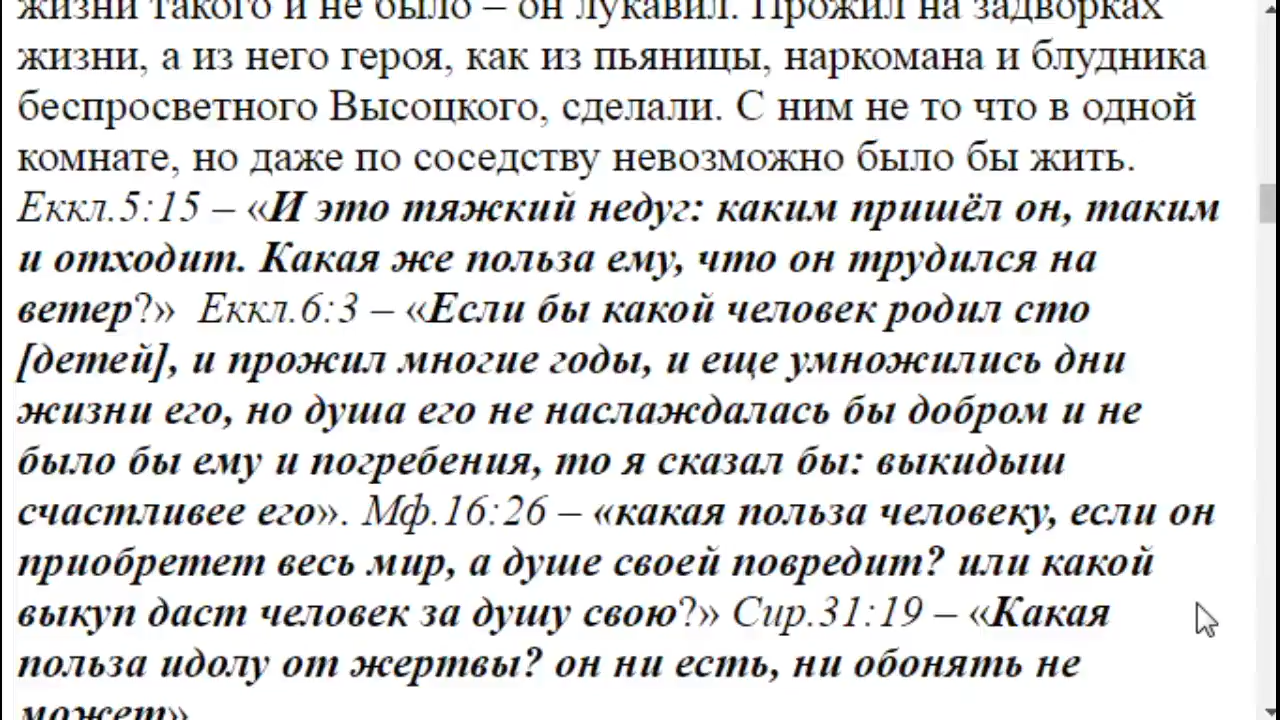 жизни такого и не было – он лукавил. Прожил на задворках
жизни, а из него героя, как из пьяницы, наркомана и блудника
беспросветного Высоцкого, сделали. С ним не то что в одной
комнате, но даже по соседству невозможно было бы жить.
Еккл.5:15 – «И это тяжкий недуг: каким пришёл он, таким
и отходит. Какая же польза ему, что он трудился на
ветер?»  Еккл.6:3 – «Если бы какой человек родил сто
[детей], и прожил многие годы, и еще умножились дни
жизни его, но душа его не наслаждалась бы добром и не
было бы ему и погребения, то я сказал бы: выкидыш
счастливее его». Мф.16:26 – «какая польза человеку, если он
приобретет весь мир, а душе своей повредит? или какой
выкуп даст человек за душу свою?» Сир.31:19 – «Какая
польза идолу от жертвы? он ни есть, ни обонять не
может»